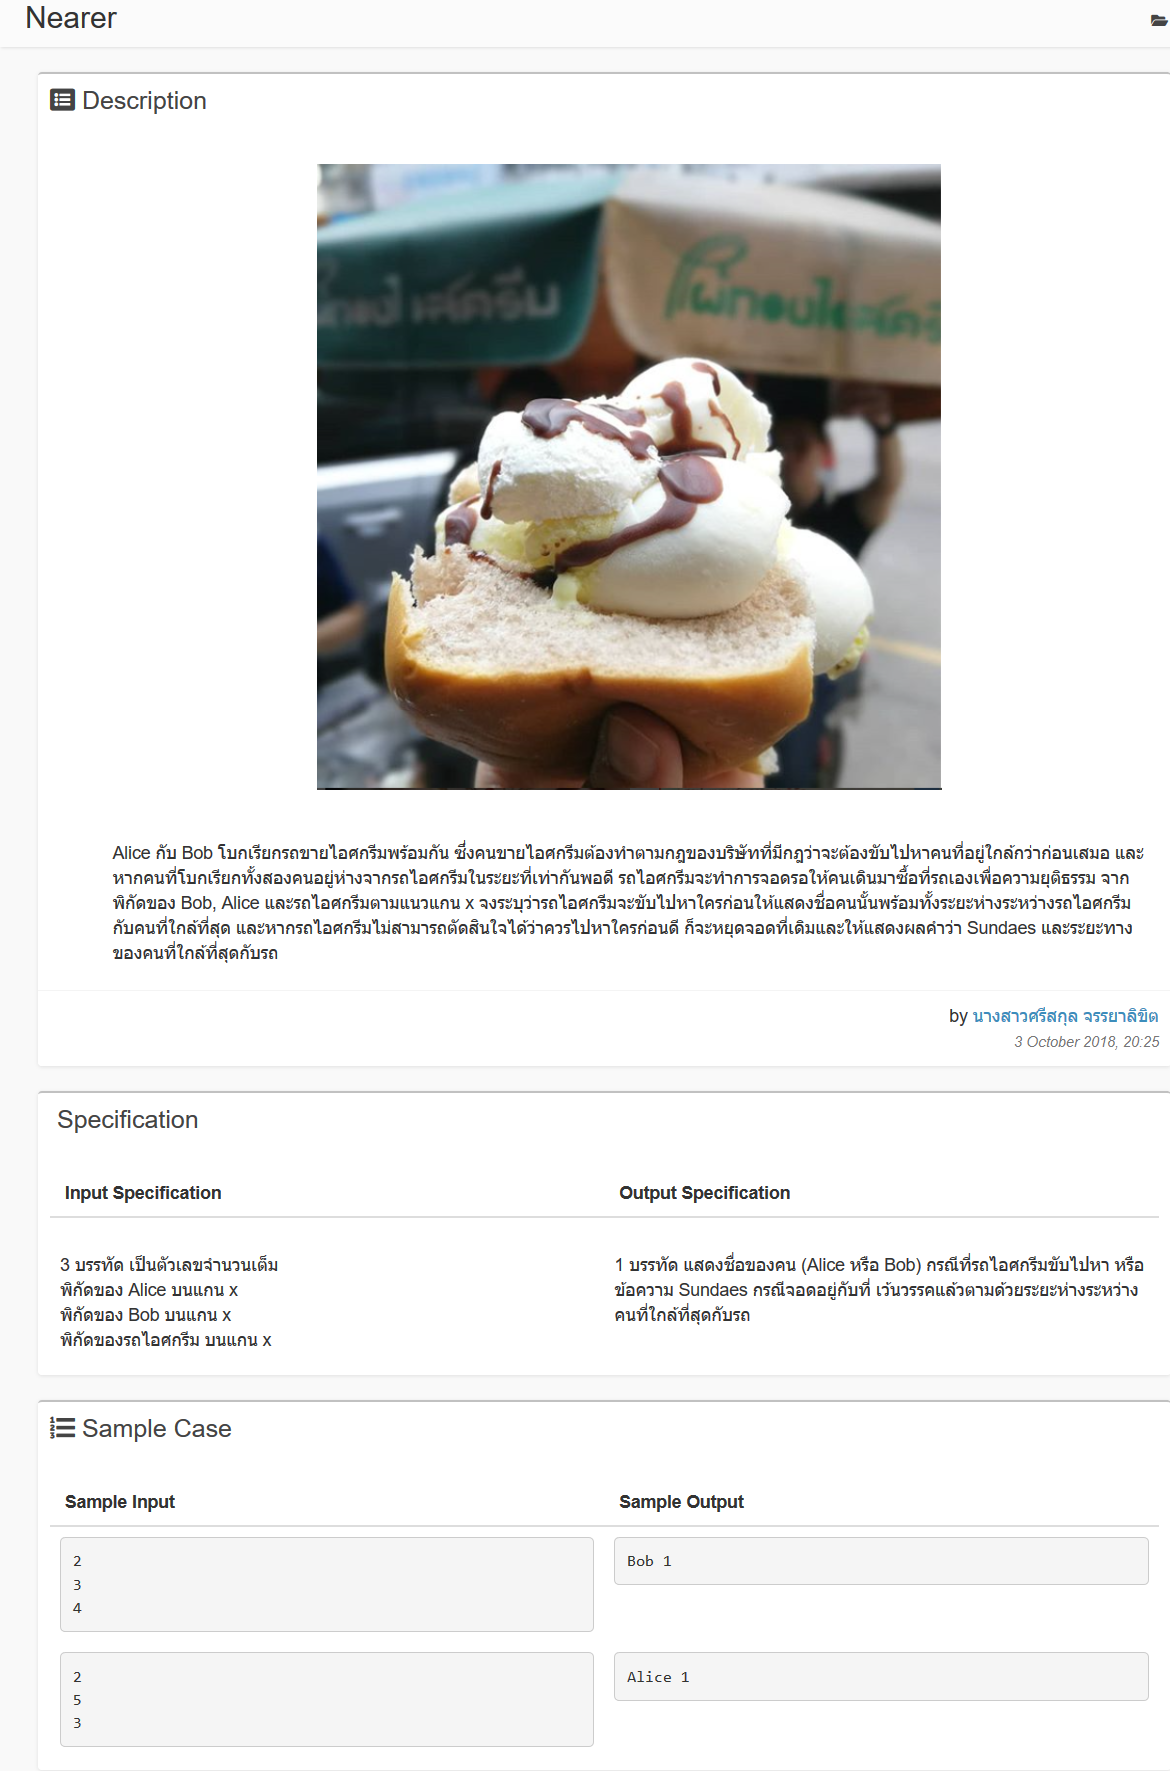 Nearer
Description
ผักทอปไอศครีม
Alice กับ Bob โบกเรียกรถขายไอศกรีมพร้อมกัน ซึ่งคนขายไอศกรีมต้องทำตามกฎของบริษัทที่มีกฎว่าจะต้องขับไปหาคนที่อยู่ใกล้กว่าก่อนเสมอ และ
หากคนที่โบกเรียกทั้งสองคนอยู่ห่างจากรถไอศกรีมในระยะที่เท่ากันพอดี รถไอศกรีมจะทำการจอดรอให้คนเดินมาซื้อที่รถเองเพื่อความยุติธรรม จาก
พิกัดของ Bob, Alice และรถไอศกรีมตามแนวแกน x จงระบุว่ารถไอศกรีมจะขับไปหาใครก่อนให้แสดงชื่อคนนั้นพร้อมทั้งระยะห่างระหว่างรถไอศกรีม
กับคนที่ใกล้ที่สุด และหากรถไอศกรีมไม่สามารถตัดสินใจได้ว่าควรไปหาใครก่อนดี ก็จะหยุดจอดที่เดิมและให้แสดงผลคำว่า Sundaes และระยะทาง
ของคนที่ใกล้ที่สุดกับรถ
by นางสาวศรีสกุล จรรยาลิขิต
3 October 2018, 20:25
Specification
Input Specification
Output Specification
3 บรรทัด เป็นตัวเลขจำนวนเต็ม
พิกัดของ Alice บนแกน x
พิกัดของ Bob บนแกน x
พิกัดของรถไอศกรีม บนแกน x
1 บรรทัด แสดงชื่อของคน (Alice หรือ Bob) กรณีที่รถไอศกรีมขับไปหา หรือ
ข้อความ Sundaes กรณีจอดอยู่กับที่ เว้นวรรคแล้วตามด้วยระยะห่างระหว่าง
คนที่ใกล้ที่สุดกับรถ
Sample Case
Sample Input
Sample Output
2
3
4
Bob 1
2
5
3
Alice 1